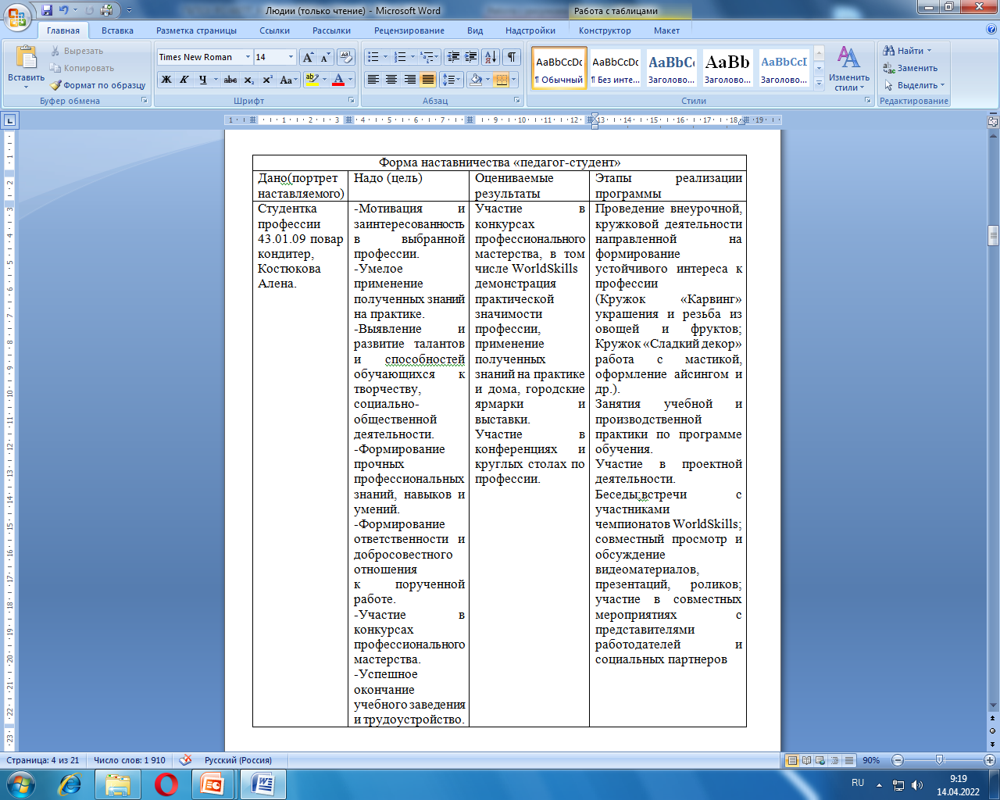 Людии (только чтение) - Microsoft Word
Работа с таблицами
Главная Вставка Разметка страницы Ссылки Рассылки Рецензирование Вид Надстройки Конструктор Макет
Вставить
Вырезать
Копировать
Формат по образцу
Буфер обмена
Times New Roman 14
Ж К Ч abc x₂ x² Aa
Шрифт
Абзац
AaBbCcDc AaBbCcDc AaBbCc AaBb AaBbCcI
¶ Обычный ¶ Без инте... Заголово... Заголово... Заголово...
Стили
Изменить
стили
Найти
Заменить
Выделить
Редактирование
Форма наставничества «педагог-студент»
Дано(портрет
наставляемого)
Надо (цель)
Оцениваемые
результаты
Этапы реализации
программы
Студентка
профессии
43.01.09 повар
кондитер,
Костюкова
Алена.
-Мотивация и
заинтересованность
в выбранной
профессии.
-Умелое
применение
полученных знаний
на практике.
-Выявление и
развитие талантов
и способностей
обучающихся к
творчеству,
социально-
общественной
деятельности.
-Формирование
прочных
профессиональных
знаний, навыков и
умений.
-Формирование
ответственности и
добросовестного
отношения
к порученной
работе.
-Участие в
конкурсах
профессионального
мастерства.
-Успешное
окончание
учебного заведения
и трудоустройство.
Участие в
конкурсах
профессионального
мастерства, в том
числе WorldSkills
демонстрация
практической
значимости
профессии,
применение
полученных
знаний на практике
и дома, городские
ярмарки и
выставки.
Участие в
конференциях и
круглых столах по
профессии.
Проведение внеурочной,
кружковой деятельности
направленной на
формирование
устойчивого интереса к
профессии
(Кружок «Карвинг»
украшения и резьба из
овощей и фруктов;
Кружок «Сладкий декор»
работа с мастикой,
оформление айсингом и
др.).
Занятия учебной и
производственной
практики по программе
обучения.
Участие в проектной
деятельности.
Беседы;встречи с
участниками
чемпионатов WorldSkills;
совместный просмотр и
обсуждение
видеоматериалов,
презентаций, роликов;
участие в совместных
мероприятиях с
представителями
работодателей и
социальных партнеров
Страница: 4 из 21 Число слов: 1 910 Русский (Россия) 90%
RU
9:19
14.04.2022